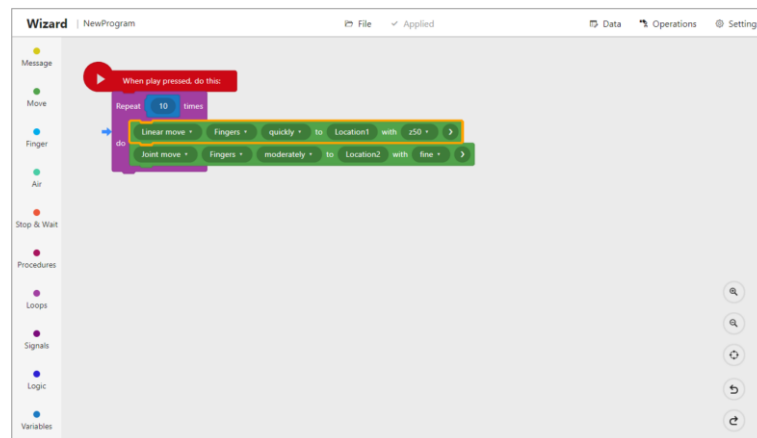 Wizard | NewProgram File Applied Data Operations Setting
Message
Move
Finger
Air
Stop & Wait
Procedures
Loops
Signals
Logic
Variables
When play pressed, do this:
Repeat 10 times
do
Linear move Fingers quickly to Location1 with z50
Joint move Fingers moderately to Location2 with fine